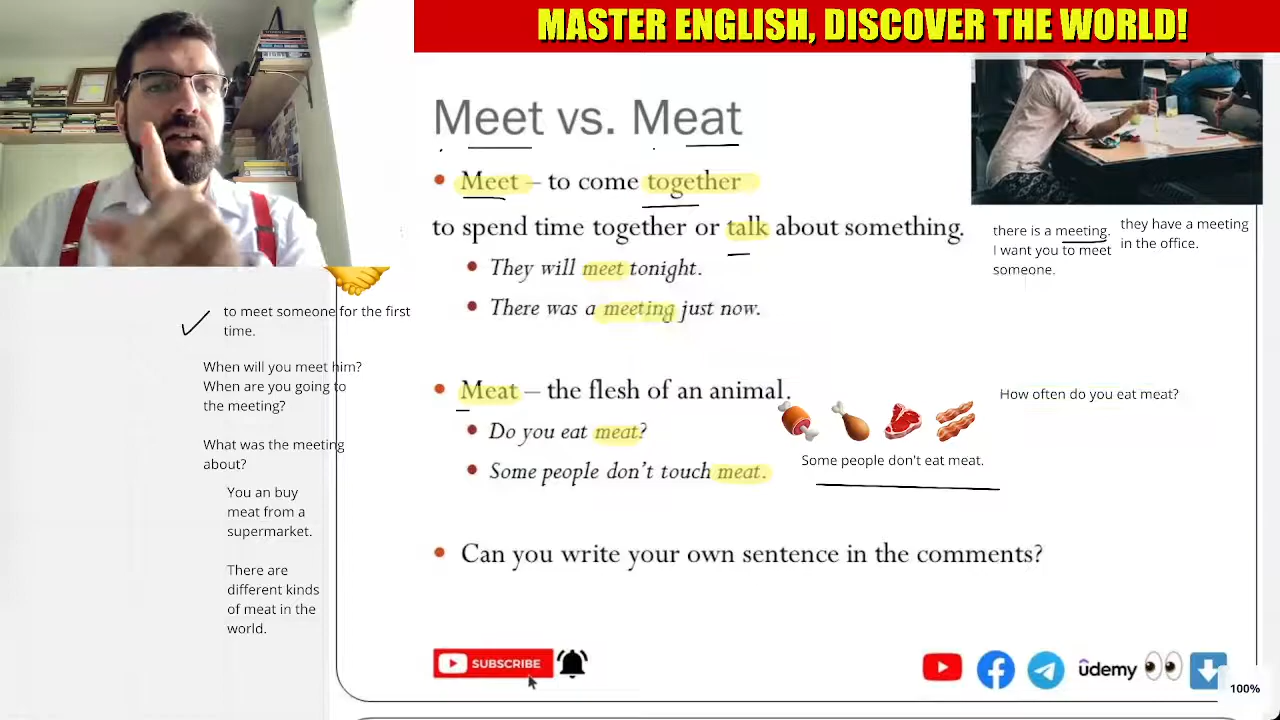 MASTER ENGLISH, DISCOVER THE WORLD!
Meet vs. Meat
Meet – to come together
to spend time together or talk about something.
They will meet tonight.
There was a meeting just now.
there is a meeting.
I want you to meet
someone.
they have a meeting
in the office.
to meet someone for the first
time.
When will you meet him?
When are you going to
the meeting?
What was the meeting
about?
You an buy
meat from a
supermarket.
There are
different kinds
of meat in the
world.
Meat – the flesh of an animal.
Do you eat meat?
Some people don't touch meat.
How often do you eat meat?
Some people don't eat meat.
Can you write your own sentence in the comments?
SUBSCRIBE
udemy
100%